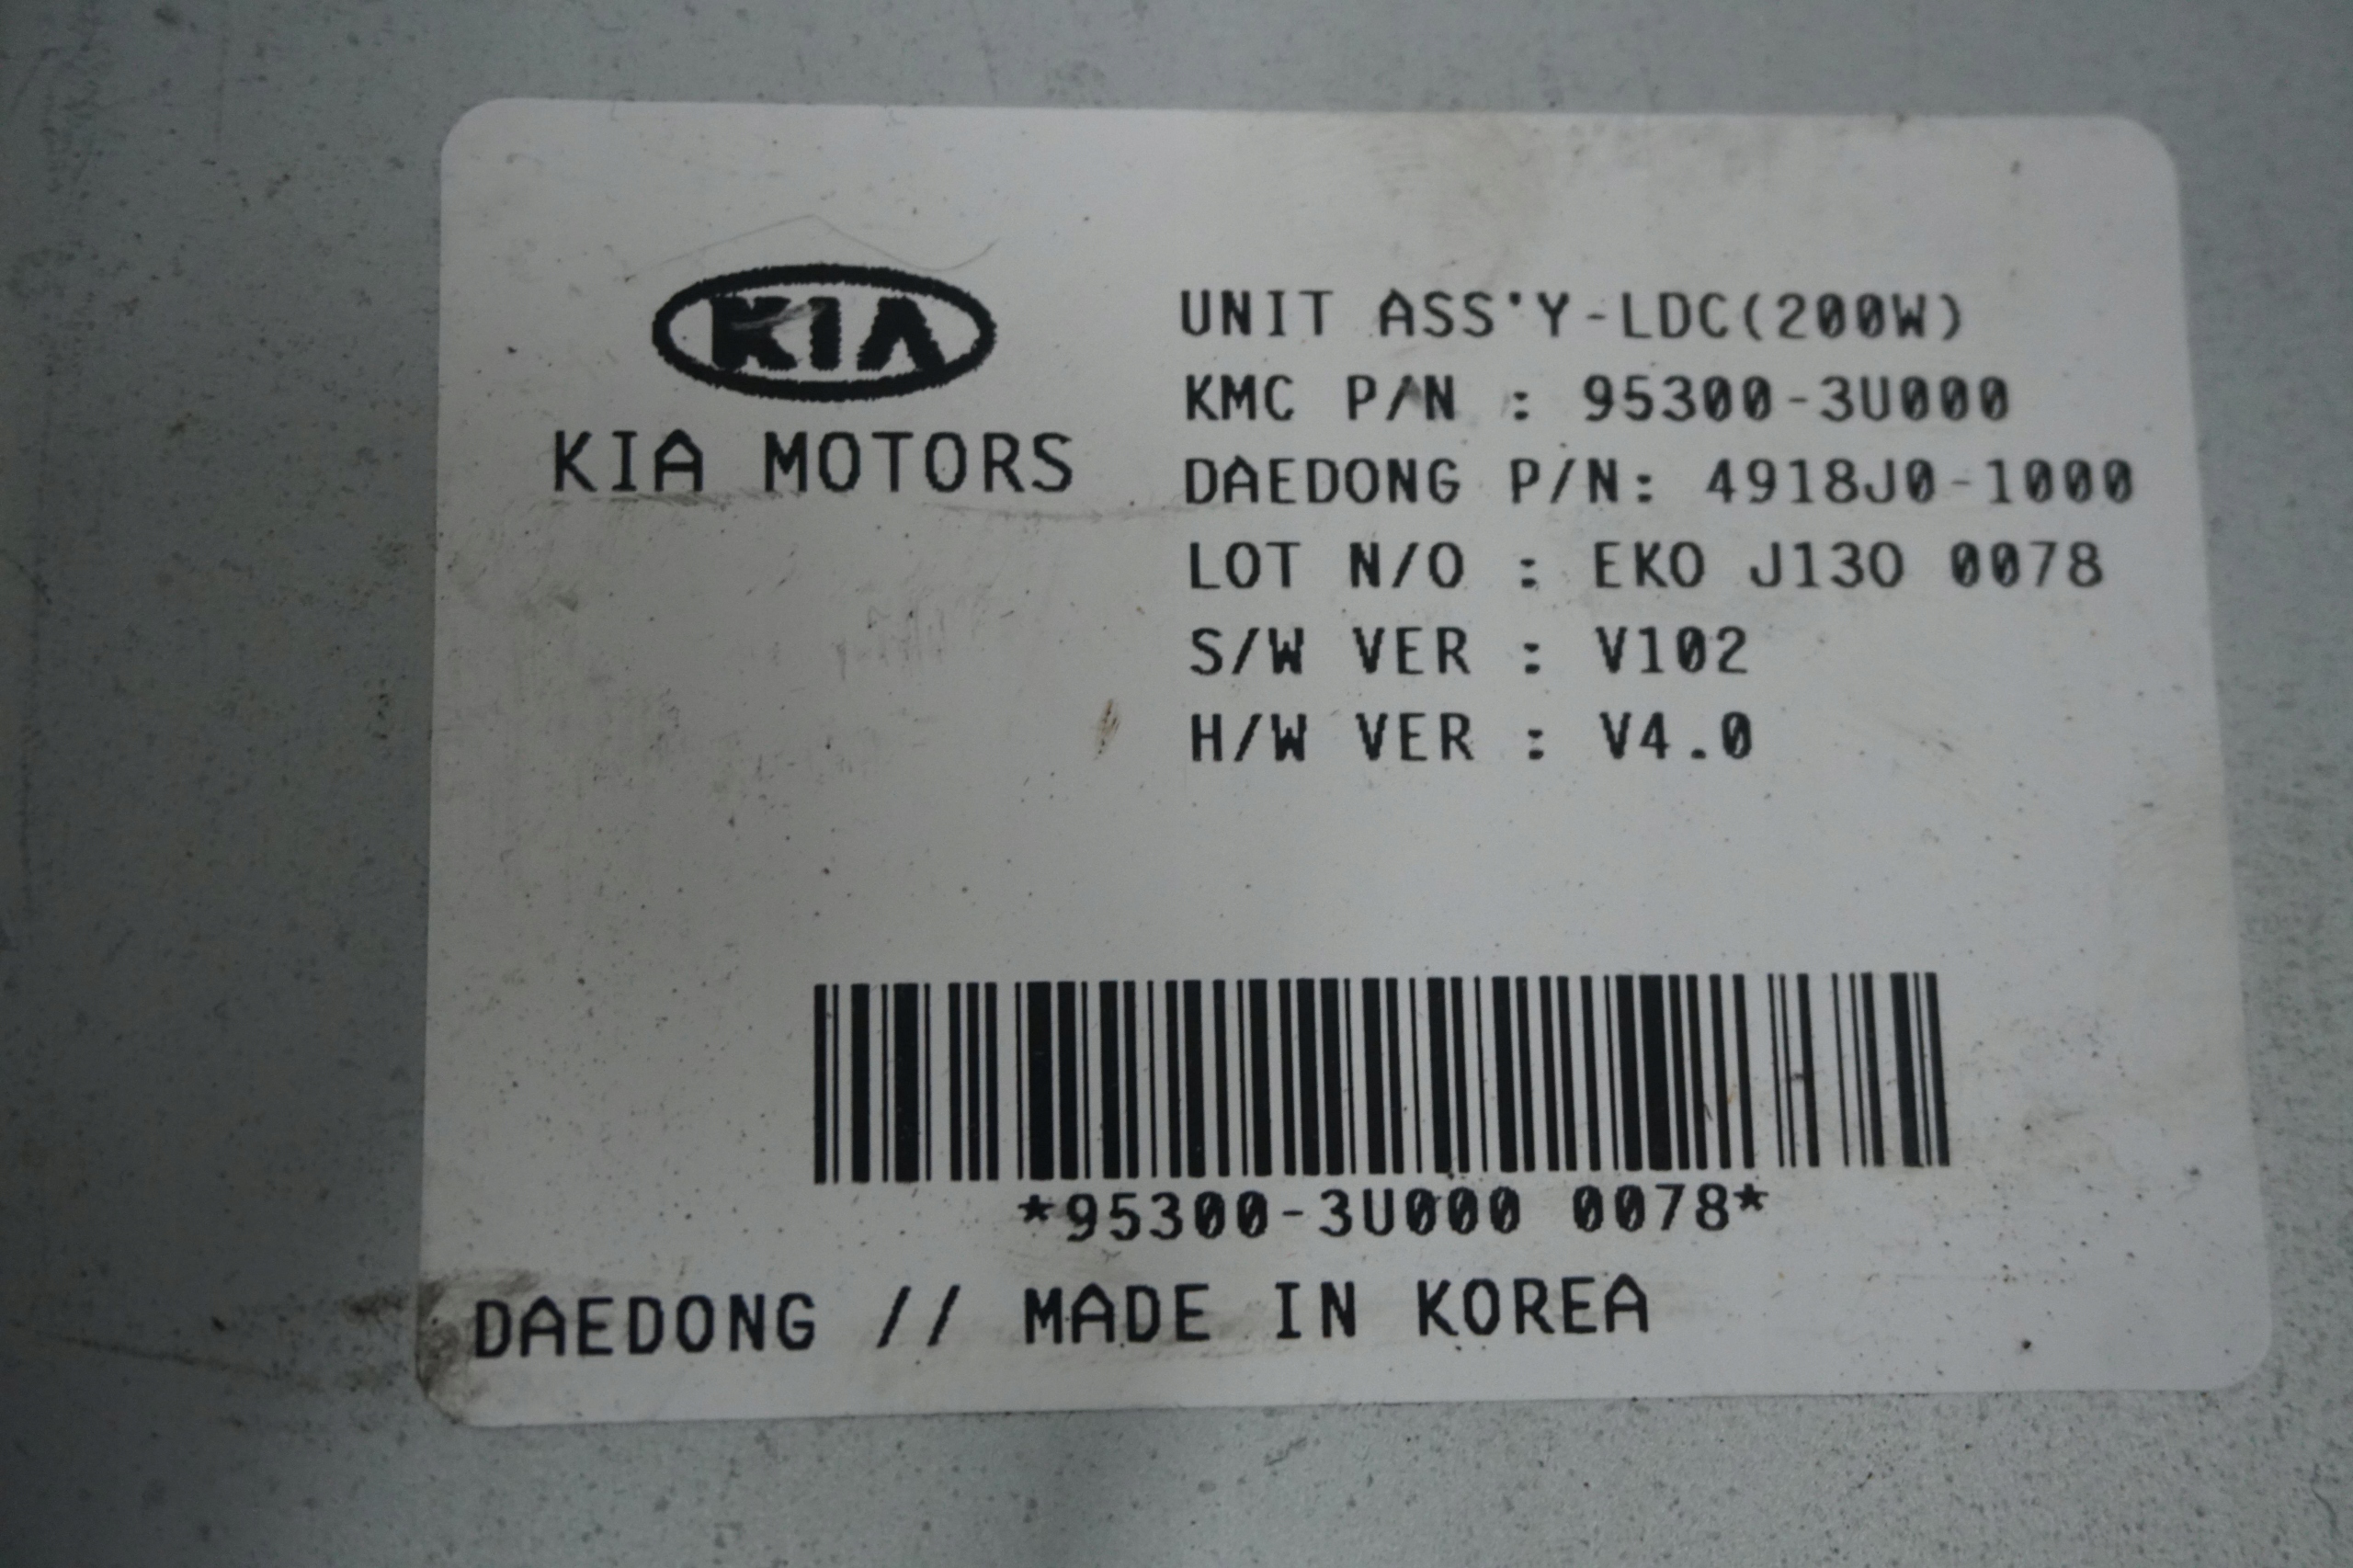 KIA
KIA MOTORS
UNIT ASS'Y-LDC(200W)
KMC P/N : 95300-3U000
DAEDONG P/N: 4918J0-1000
LOT N/O : EKO J13O 0078
S/W VER : V102
H/W VER : V4.0
*95300-3U000 0078*
DAEDONG // MADE IN KOREA